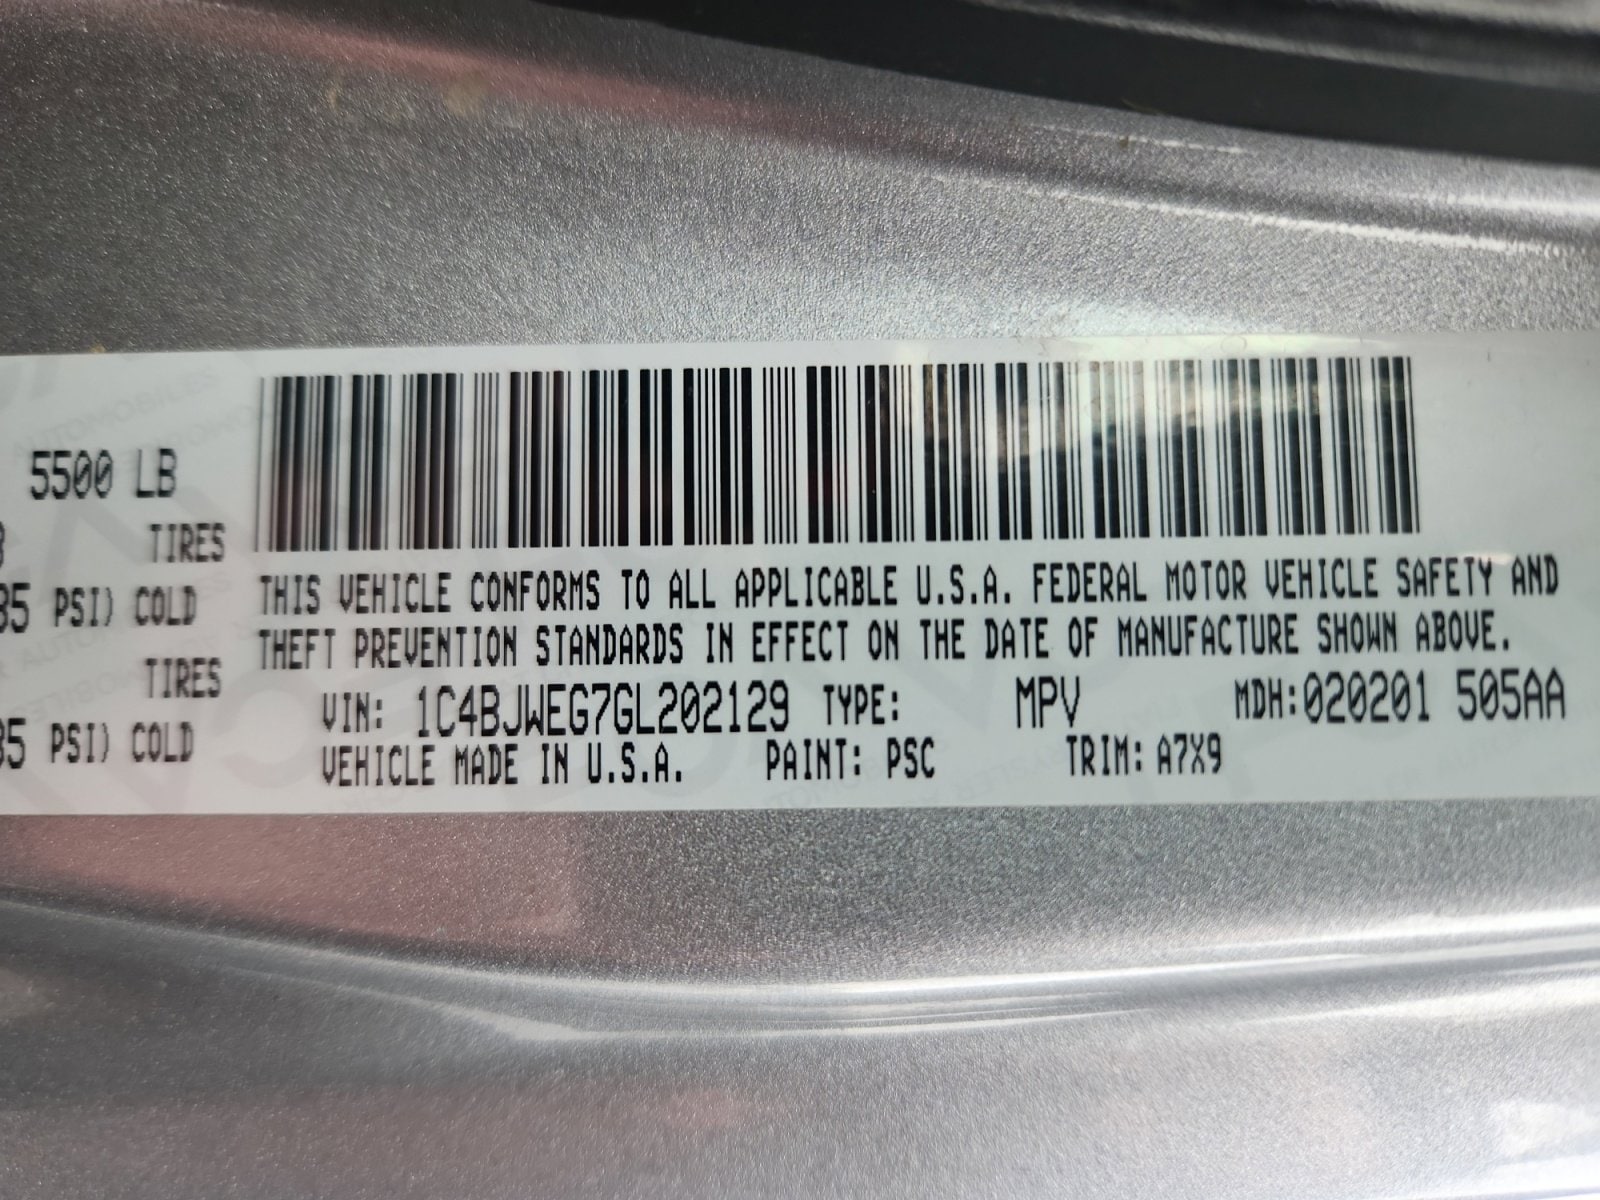 5500 LB
TIRES
35 PSI) COLD
TIRES
35 PSI) COLD
THIS VEHICLE CONFORMS TO ALL APPLICABLE U.S.A. FEDERAL MOTOR VEHICLE SAFETY AND
THEFT PREVENTION STANDARDS IN EFFECT ON THE DATE OF MANUFACTURE SHOWN ABOVE.
VIN: 1C4BJWEG7GL202129 TYPE: MPV MDH:020201 505AA
VEHICLE MADE IN U.S.A. PAINT: PSC TRIM: A7X9